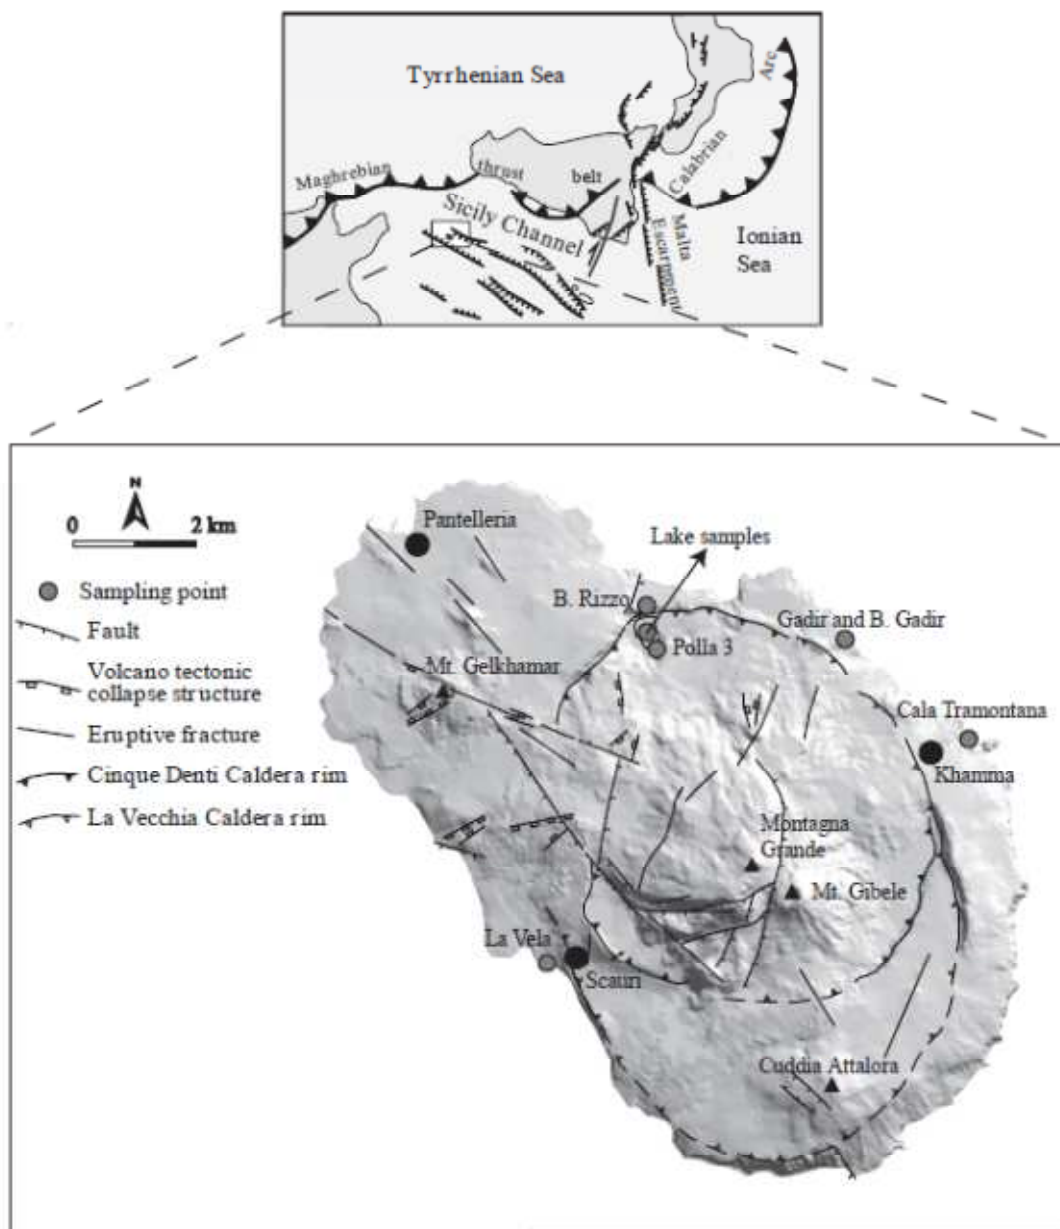 Tyrrhenian Sea
Arc
Calabrian
Maghrebian
thrust
belt
Sicily Channel
Malta
Escarpment
Ionian
Sea
N
0 2 km
Sampling point
Fault
Volcano tectonic
collapse structure
Eruptive fracture
Cinque Denti Caldera rim
La Vecchia Caldera rim
Pantelleria
Lake samples
B. Rizzo
Gadir and B. Gadir
Polla 3
Mt. Gelkhamar
Cala Tramontana
Khamma
Montagna
Grande
Mt. Gibele
La Vela
Scauri
Cuddia Attalora